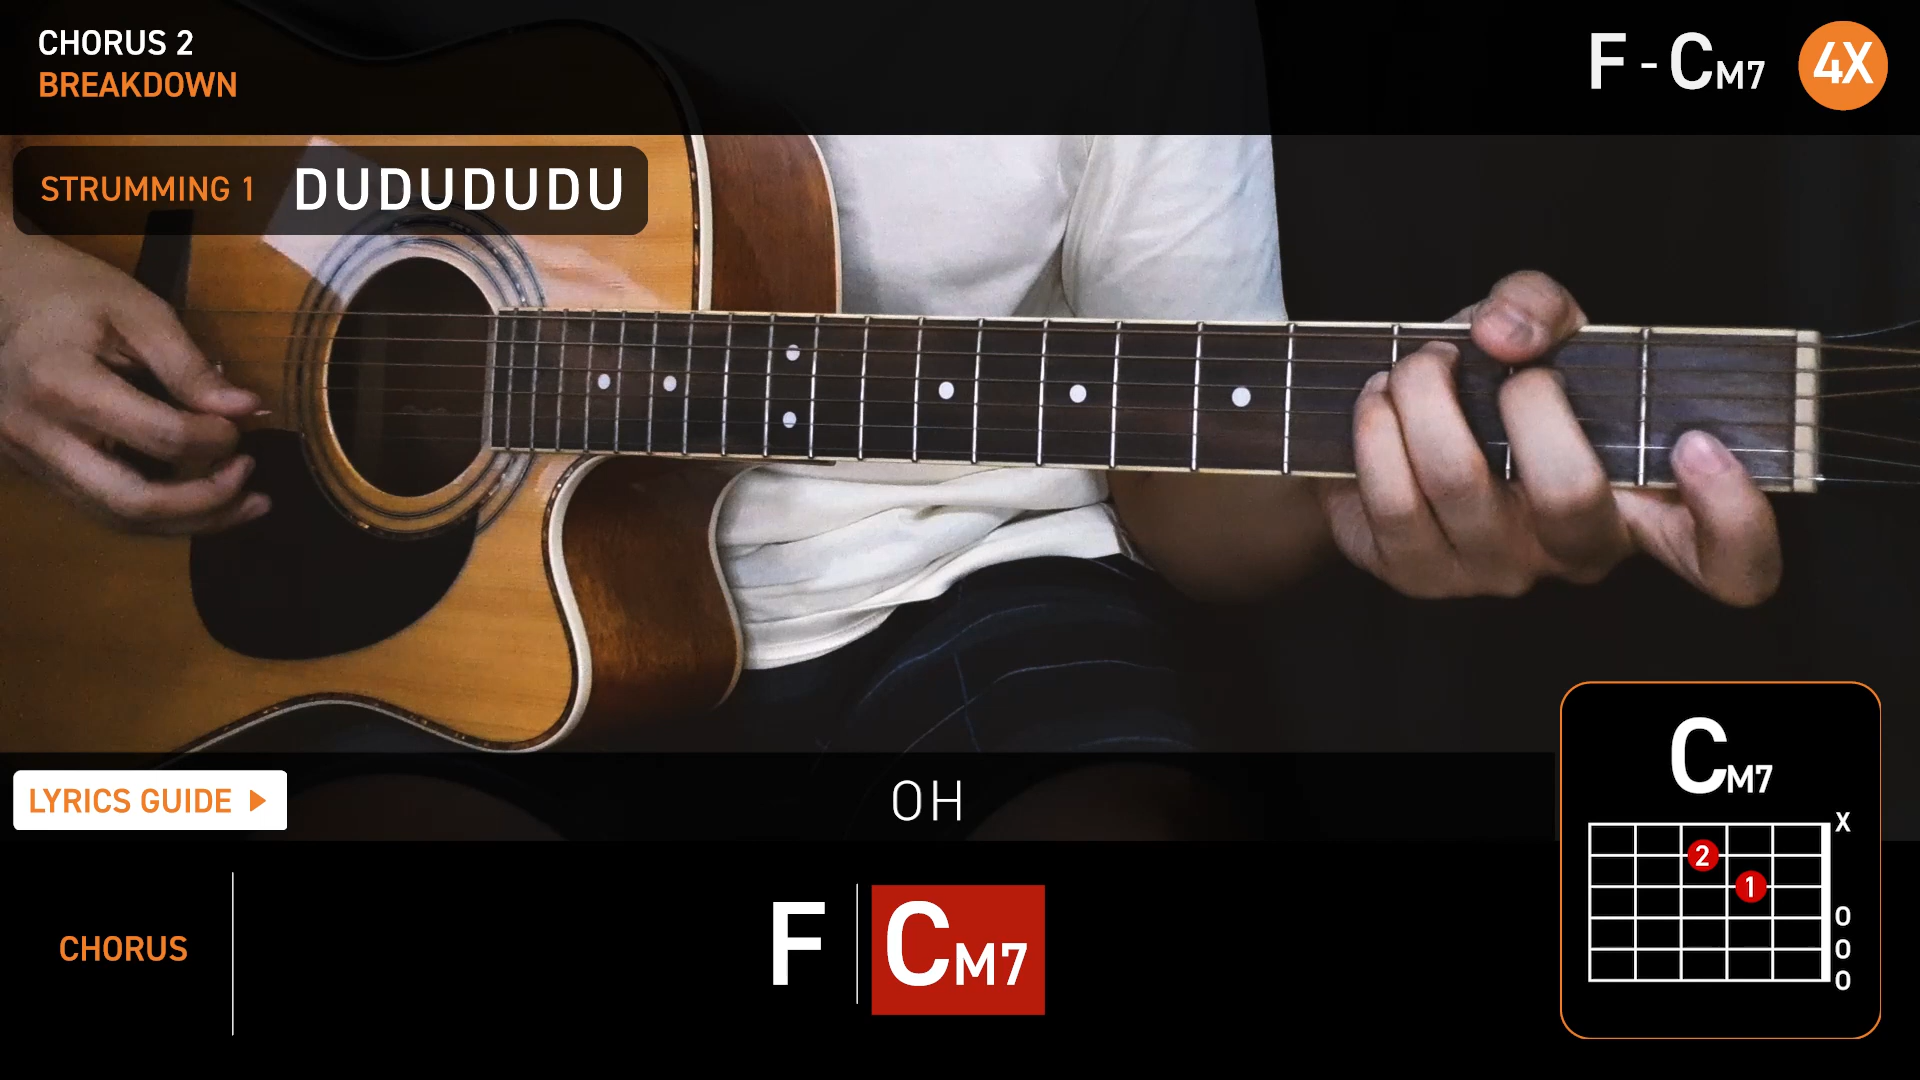 CHORUS 2
BREAKDOWN
F - CM7 4X
STRUMMING 1 DUDUDUDU
LYRICS GUIDE
OH
CHORUS
F CM7
CM7
X
2
1
O
O
O